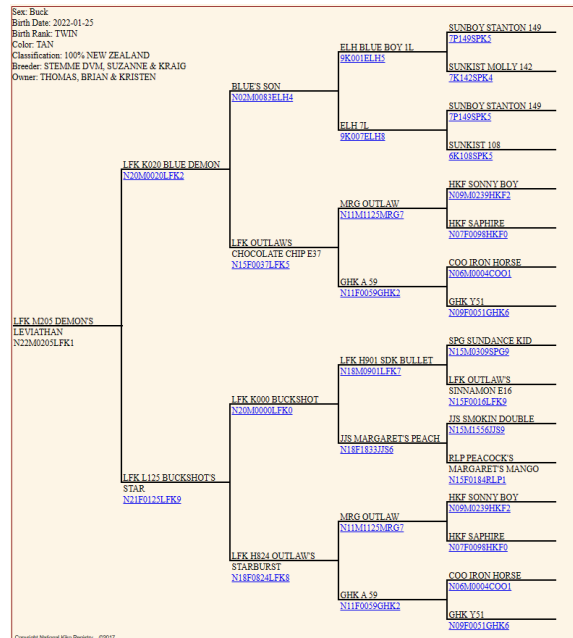 Sex: Buck
Birth Date: 2022-01-25
Birth Rank: TWIN
Color: TAN
Classification: 100% NEW ZEALAND
Breeder: STEMME DVM, SUZANNE & KRAIG
Owner: THOMAS, BRIAN & KRISTEN
LFK M205 DEMON'S
LEVIATHAN
N22M0205LFK1
LFK K020 BLUE DEMON
N20M0020LFK2
LFK L125 BUCKSHOT'S
STAR
N21F0125LFK9
BLUE'S SON
N02M0083ELH4
LFK OUTLAWS
CHOCOLATE CHIP E37
N15F0037LFK5
LFK K000 BUCKSHOT
N20M0000LFK0
LFK H824 OUTLAW'S
STARBURST
N18F0824LFK8
ELH BLUE BOY 1L
9K001ELH5
ELH 7L
9K007ELH8
MRG OUTLAW
N11M1125MRG7
GHK A 59
N11F0059GHK2
LFK H901 SDK BULLET
N18M0901LFK7
JJS MARGARET'S PEACH
N18F1833JJS6
MRG OUTLAW
N11M1125MRG7
GHK A 59
N11F0059GHK2
SUNBOY STANTON 149
7P149SPK5
SUNKIST MOLLY 142
7K142SPK4
SUNBOY STANTON 149
7P149SPK5
SUNKIST 108
6K108SPK5
HKF SONNY BOY
N09M0239HKF2
HKF SAPHIRE
N07F0098HKF0
COO IRON HORSE
N06M0004COO1
GHK Y51
N09F0051GHK6
SPG SUNDANCE KID
N15M0309SPG9
LFK OUTLAW'S
SINNAMON E16
N15F0016LFK9
JJS SMOKIN DOUBLE
N15M1556JJS9
RLP PEACOCK'S
MARGARET'S MANGO
N15F0184RLP1
HKF SONNY BOY
N09M0239HKF2
HKF SAPHIRE
N07F0098HKF0
COO IRON HORSE
N06M0004COO1
GHK Y51
N09F0051GHK6
Copyright National Kiko Registry ©2017